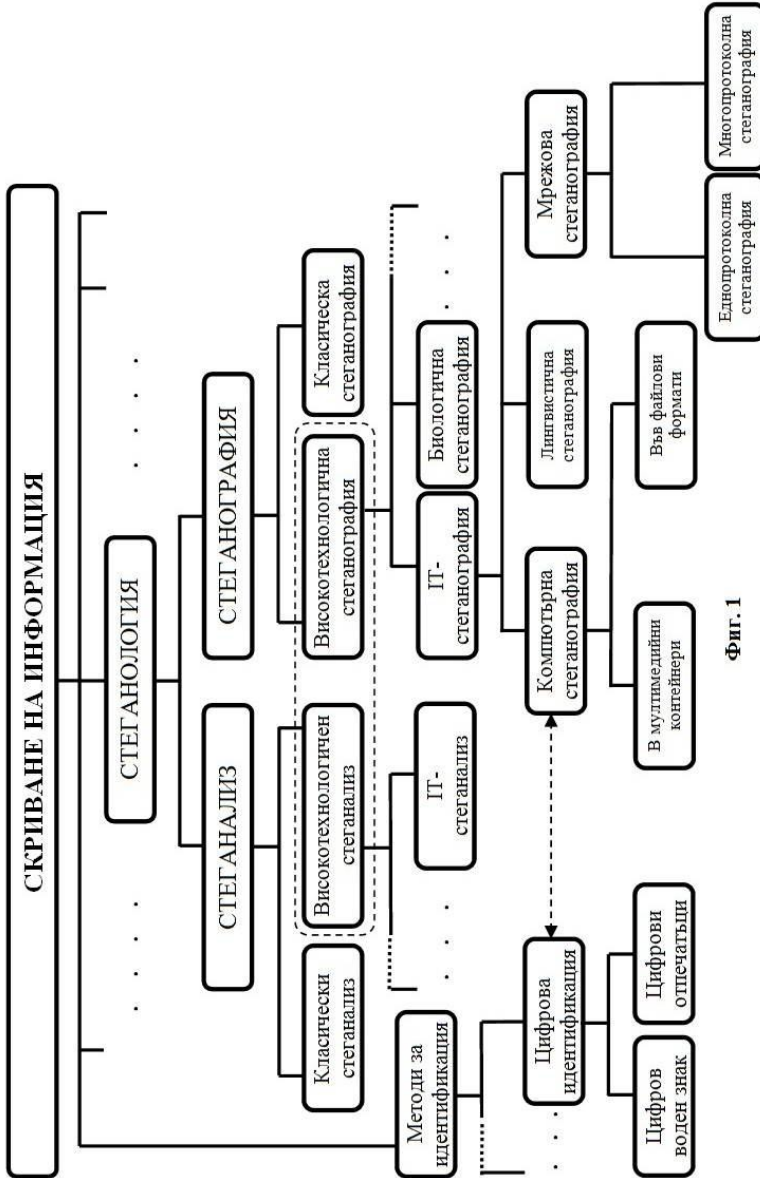 СКРИВАНЕ НА ИНФОРМАЦИЯ
СТЕГАНОЛОГИЯ
СТЕГАНАЛИЗ
СТЕГАНОГРАФИЯ
Класически
стеганализ
Високотехнологичен
стеганализ
Високотехнологична
стеганография
Класическа
стеганография
Методи за
идентификация
IT-
стеганализ
IT-
стеганография
Биологична
стеганография
Цифрова
идентификация
Компютърна
стеганография
Лингвистична
стеганография
Мрежова
стеганография
Цифров
воден знак
Цифрови
отпечатъци
В мултимедийни
контейнери
Във файлови
формати
Еднопротоколна
стеганография
Многопротоколна
стеганография
Фиг. 1